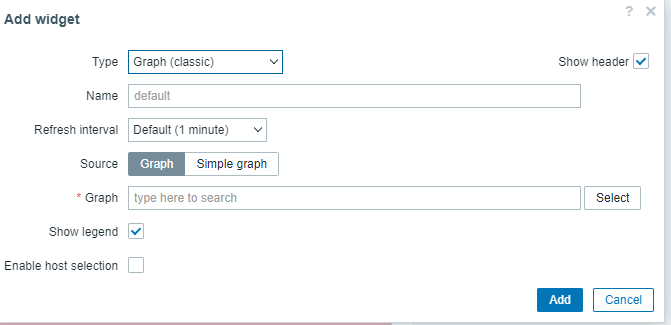 Add widget
?
Type Graph (classic) Show header
Name default
Refresh interval Default (1 minute)
Source Graph Simple graph
* Graph type here to search Select
Show legend
Enable host selection
Add Cancel